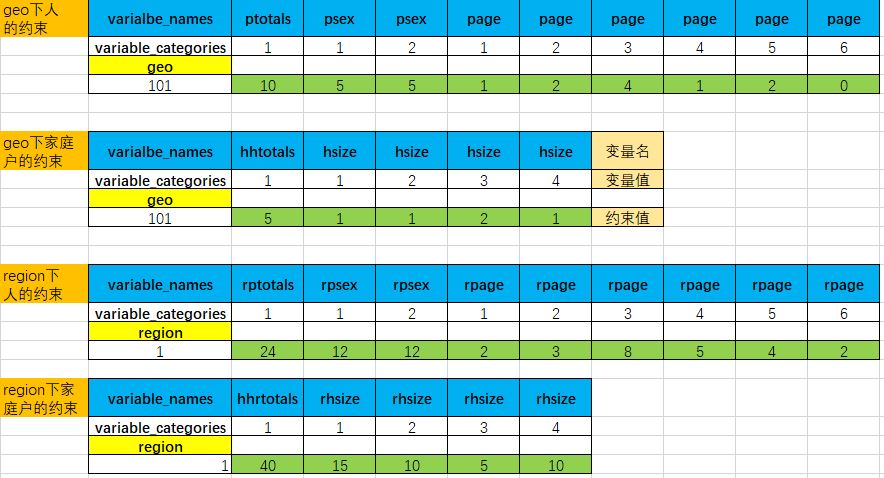 geo下人的约束 varialbe_names ptotals psex psex page page page page page page
variable_categories 1 1 2 1 2 3 4 5 6
geo
101 10 5 5 1 2 4 1 2 0
geo下家庭户的约束 varialbe_names hhtotals hsize hsize hsize hsize 变量名
variable_categories 1 1 2 3 4 变量值
geo
101 5 1 1 2 1 约束值
region下人的约束 variable_names rptotals rpsex rpsex rpage rpage rpage rpage rpage rpage
variable_categories 1 1 2 1 2 3 4 5 6
region
1 24 12 12 2 3 8 5 4 2
region下家庭户的约束 variable_names hhrtotals rhsize rhsize rhsize rhsize
variable_categories 1 1 2 3 4
region
1 40 15 10 5 10